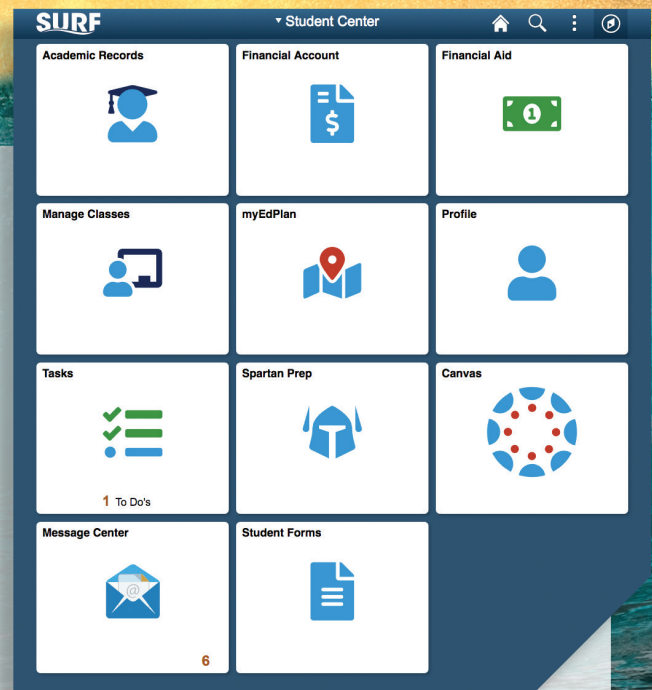 SURF
Student Center
Academic Records
Financial Account
$
Financial Aid
1
Manage Classes
myEdPlan
Profile
Tasks
1 To Do's
Spartan Prep
Canvas
Message Center
@
6
Student Forms